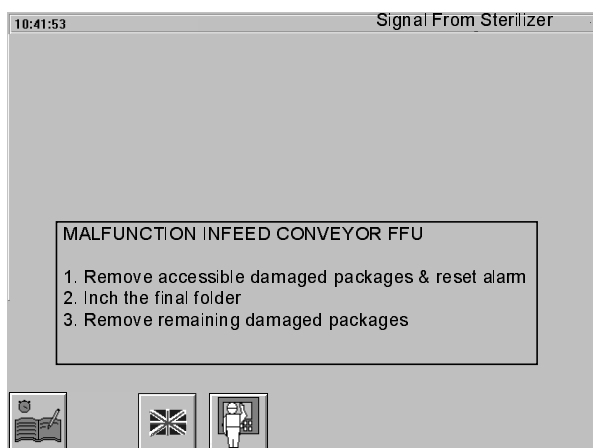 10:41:53
Signal From Sterilizer
MALFUNCTION INFEED CONVEYOR FFU
1. Remove accessible damaged packages & reset alarm
2. Inch the final folder
3. Remove remaining damaged packages